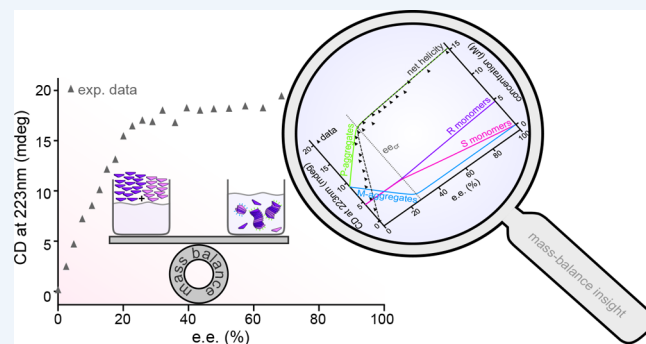 exp. data
CD at 223nm (mdeg)
20
15
10
5
0
0
20
40
60
80
100
e.e. (%)
+
mass balance
data
CD at 223nm (mdeg)
20
15
10
5
0
P-aggregates
M-aggregates
net helicity
ee
R monomers
S monomers
concentration (µM)
15
10
5
0
0
20
40
60
80
100
e.e. (%)
mass-balance insight